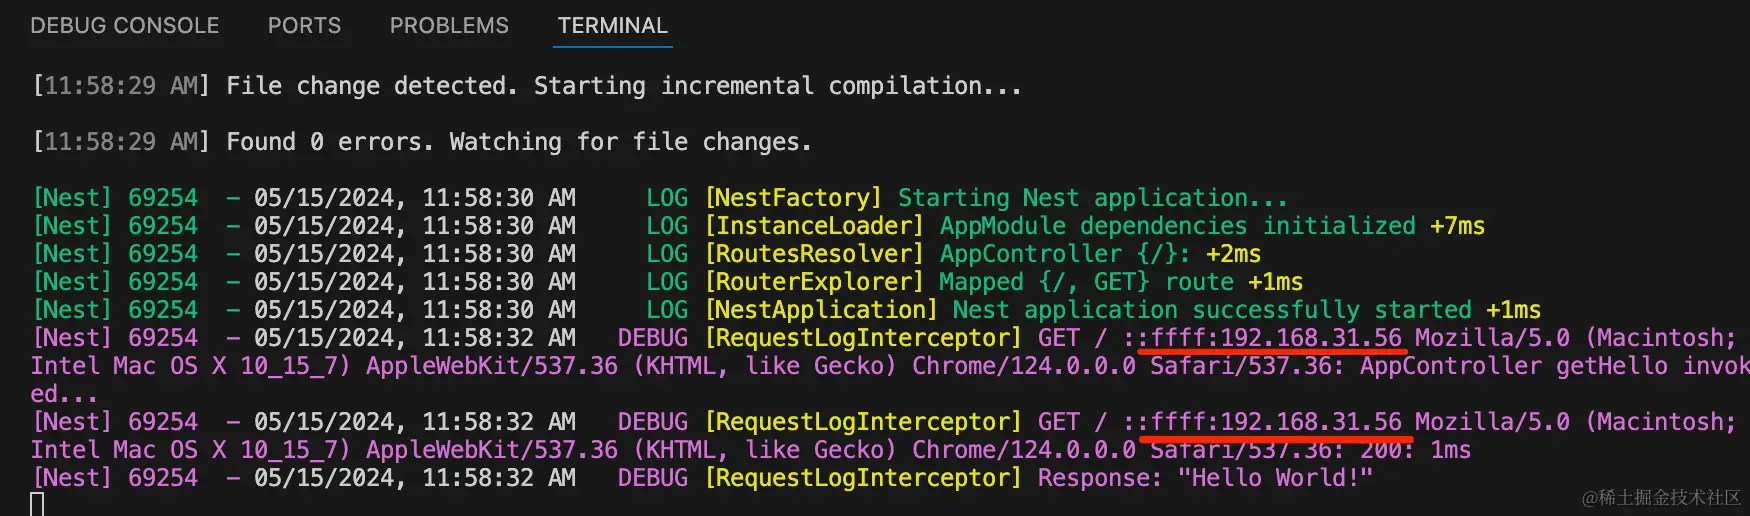 DEBUG CONSOLE PORTS PROBLEMS TERMINAL
[11:58:29 AM] File change detected. Starting incremental compilation...
[11:58:29 AM] Found 0 errors. Watching for file changes.
[Nest] 69254  - 05/15/2024, 11:58:30 AM     LOG [NestFactory] Starting Nest application...
[Nest] 69254  - 05/15/2024, 11:58:30 AM     LOG [InstanceLoader] AppModule dependencies initialized +7ms
[Nest] 69254  - 05/15/2024, 11:58:30 AM     LOG [RoutesResolver] AppController {/}: +2ms
[Nest] 69254  - 05/15/2024, 11:58:30 AM     LOG [RouterExplorer] Mapped {/, GET} route +1ms
[Nest] 69254  - 05/15/2024, 11:58:30 AM     LOG [NestApplication] Nest application successfully started +1ms
[Nest] 69254  - 05/15/2024, 11:58:32 AM   DEBUG [RequestLogInterceptor] GET / ::ffff:192.168.31.56 Mozilla/5.0 (Macintosh;
Intel Mac OS X 10_15_7) AppleWebKit/537.36 (KHTML, like Gecko) Chrome/124.0.0.0 Safari/537.36: AppController getHello invok
ed...
[Nest] 69254  - 05/15/2024, 11:58:32 AM   DEBUG [RequestLogInterceptor] GET / ::ffff:192.168.31.56 Mozilla/5.0 (Macintosh;
Intel Mac OS X 10_15_7) AppleWebKit/537.36 (KHTML, like Gecko) Chrome/124.0.0.0 Safari/537.36: 200: 1ms
[Nest] 69254  - 05/15/2024, 11:58:32 AM   DEBUG [RequestLogInterceptor] Response: "Hello World!"
@稀土掘金技术社区